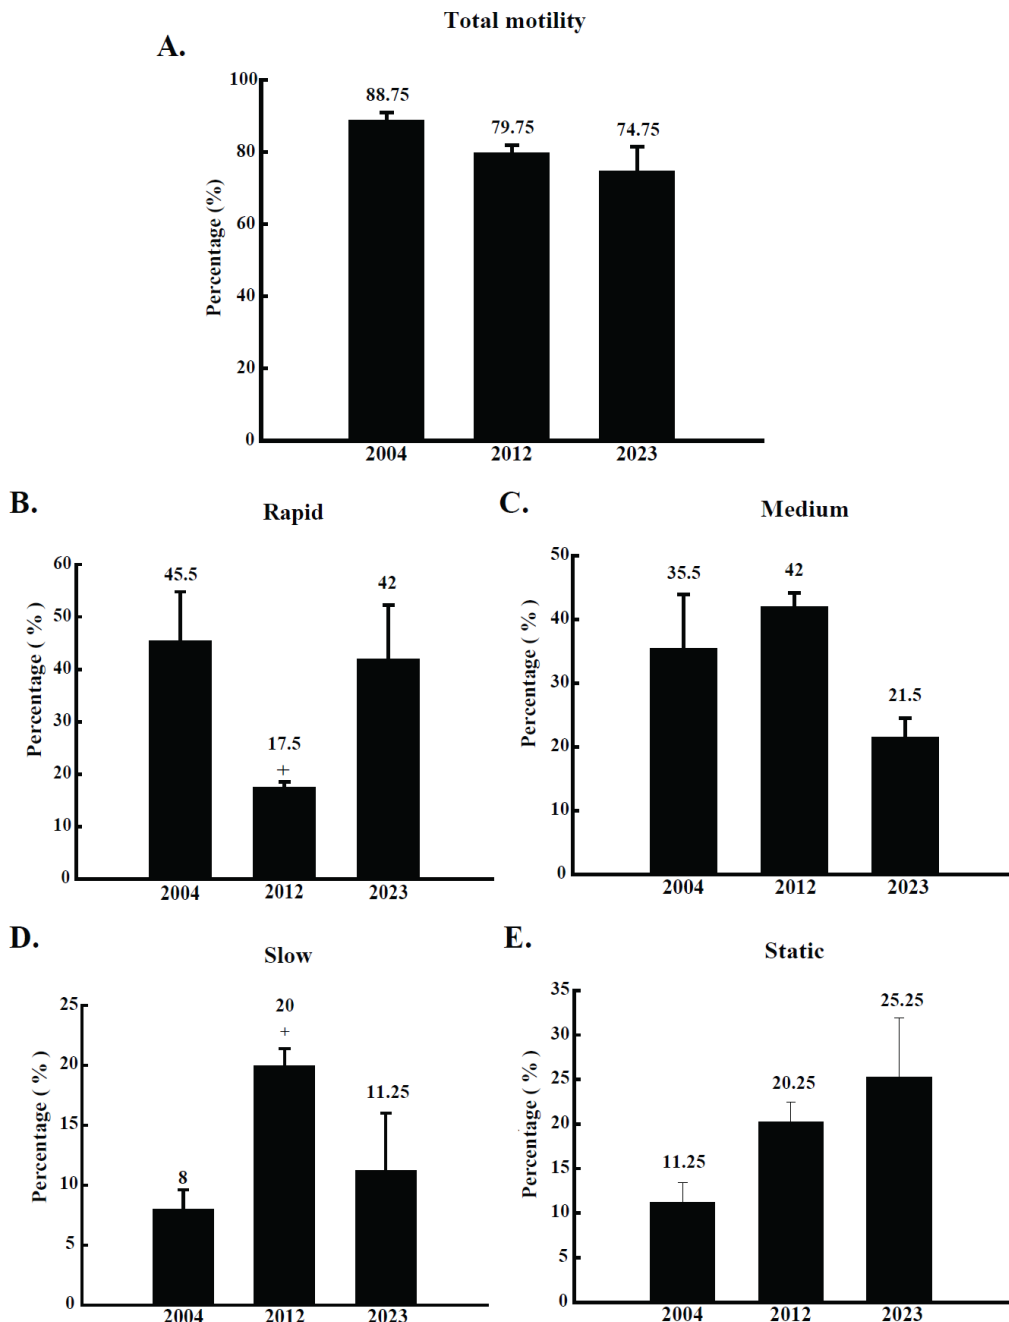 Total motility
A.
100
80
60
40
20
0
Percentage (%)
88.75
79.75
74.75
2004 2012 2023
B.
Rapid
60
50
40
30
20
10
0
Percentage ( % )
45.5
17.5
+
42
2004 2012 2023
C.
Medium
50
40
30
20
10
0
Percentage ( % )
35.5
42
21.5
2004 2012 2023
D.
Slow
25
20
15
10
5
0
Percentage ( % )
8
20
+
11.25
2004 2012 2023
E.
Static
35
30
25
20
15
10
5
0
Percentage ( % )
11.25
20.25
25.25
2004 2012 2023